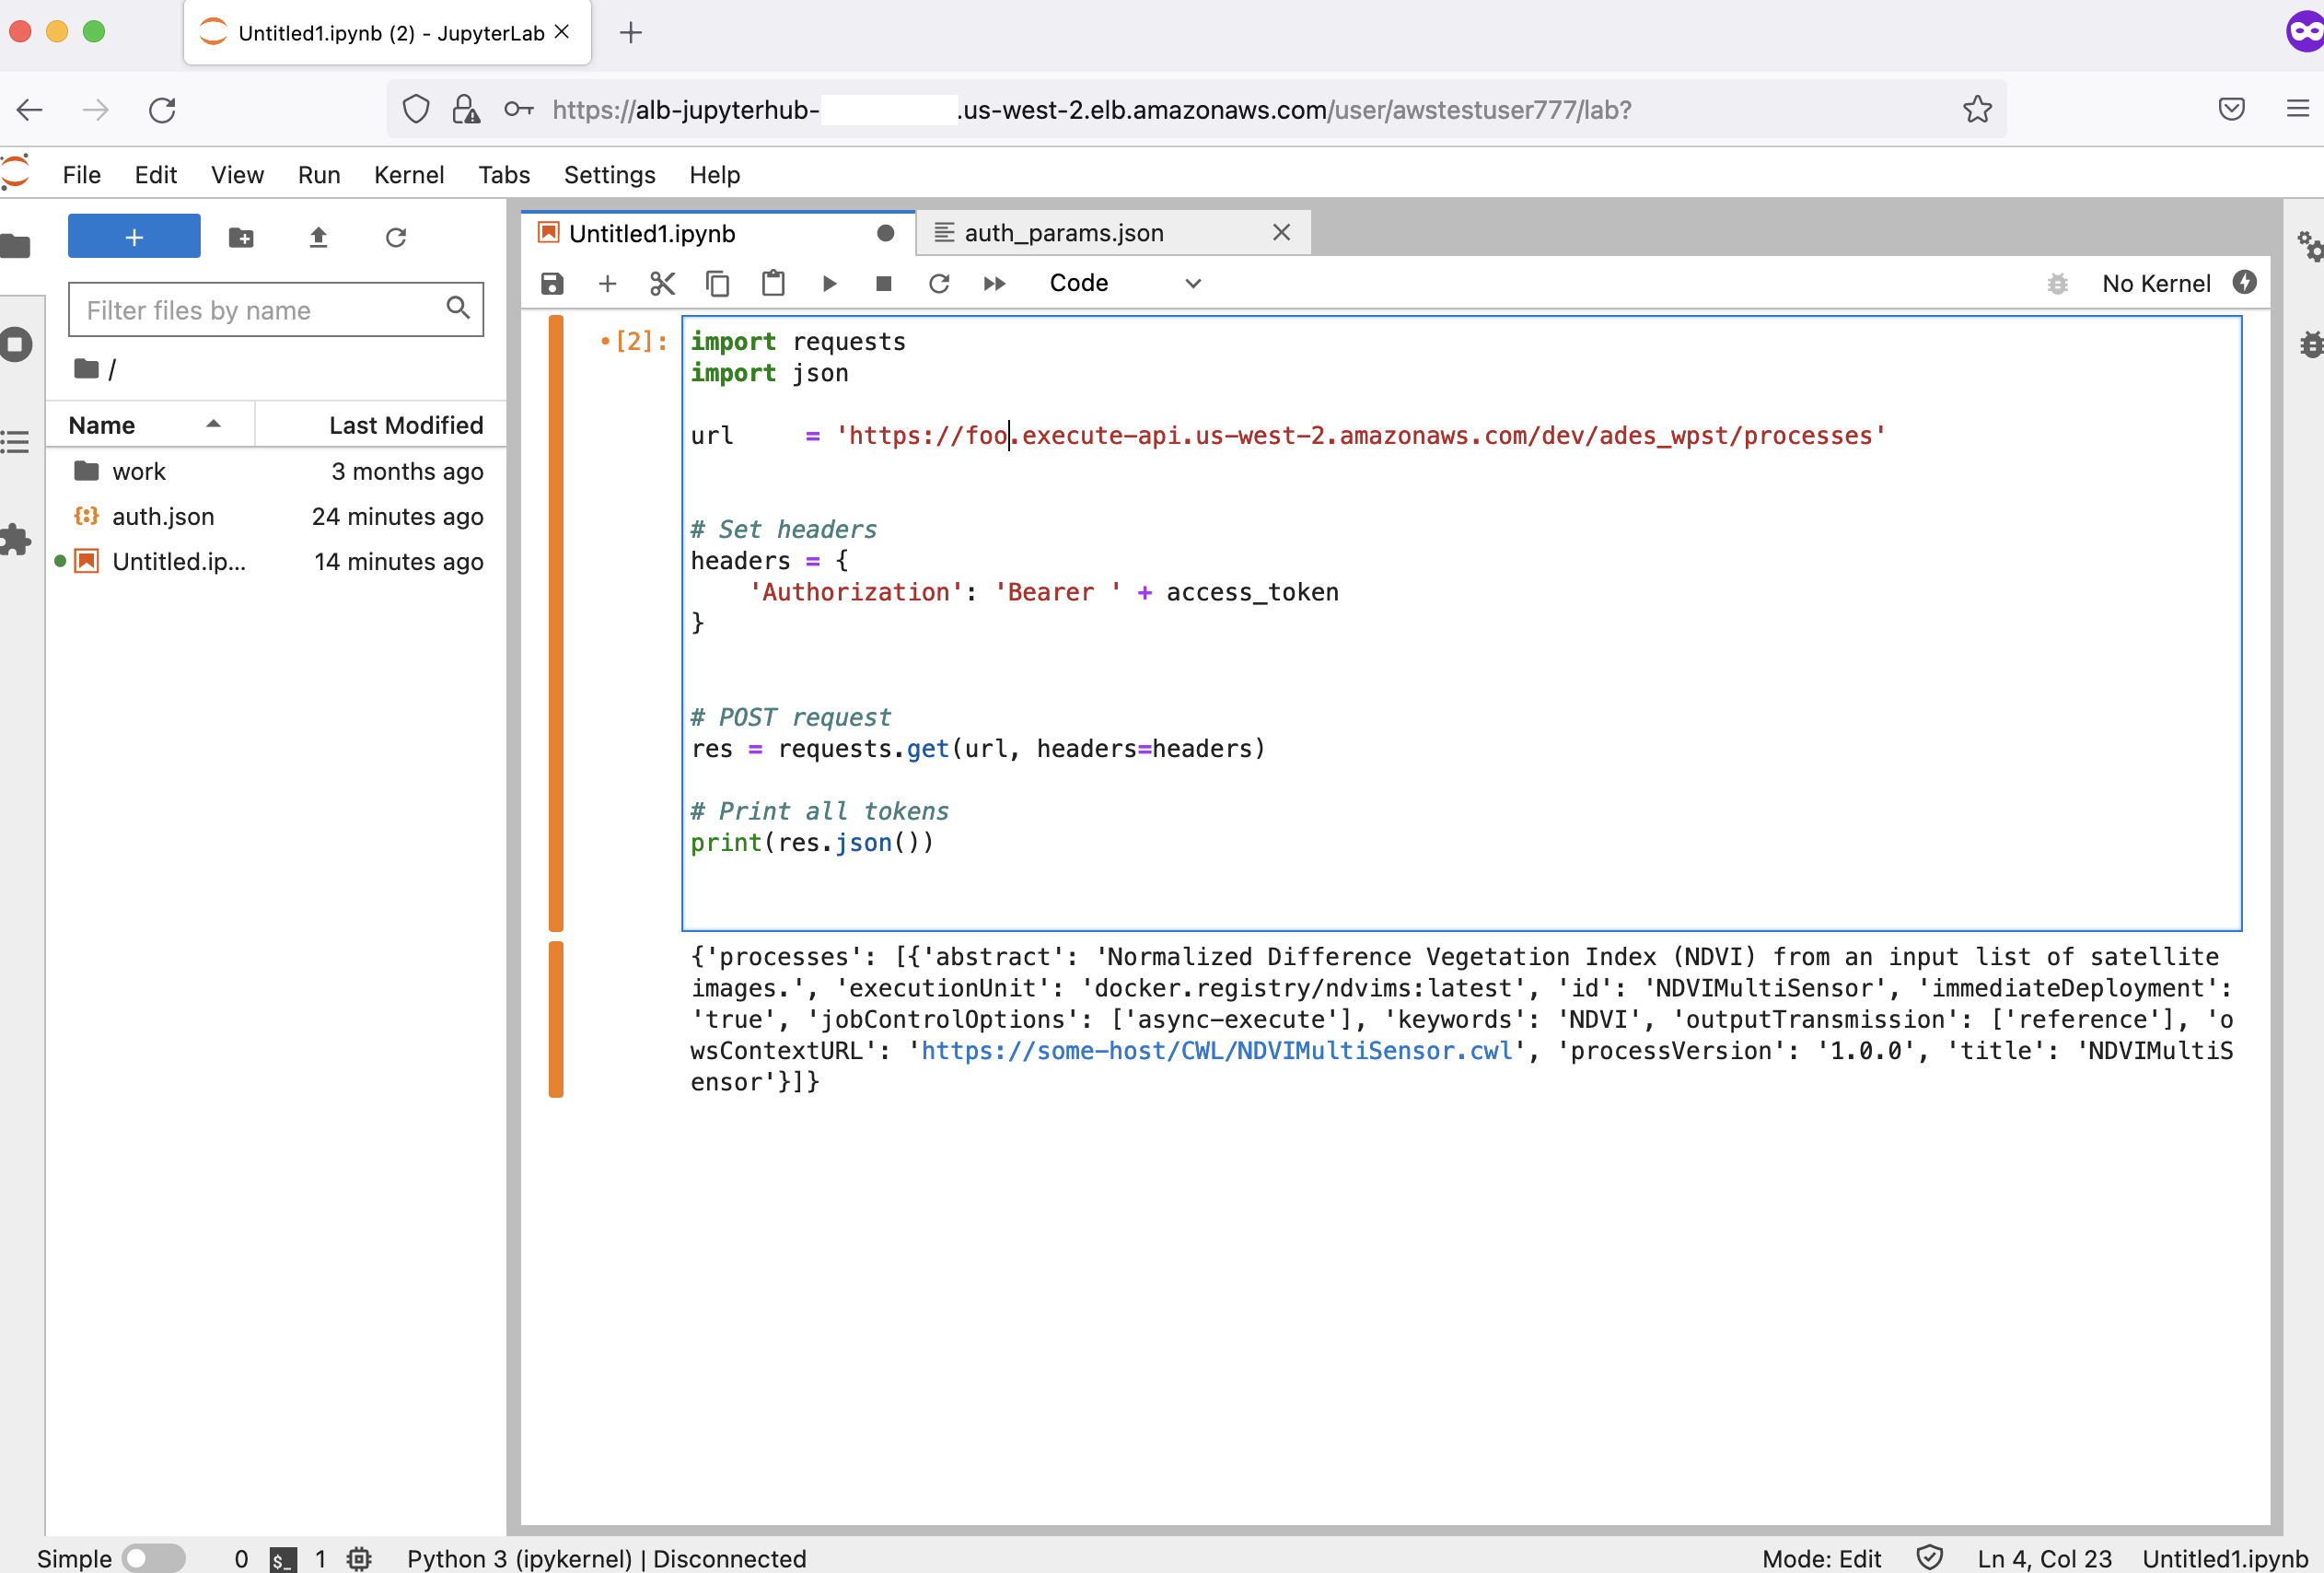 Untitled1.ipynb (2) - JupyterLab
https://alb-jupyterhub- .us-west-2.elb.amazonaws.com/user/awstestuser777/lab?
File Edit View Run Kernel Tabs Settings Help
Untitled1.ipynb auth_params.json
Code No Kernel
Filter files by name
/
Name Last Modified
work 3 months ago
auth.json 24 minutes ago
Untitled.ip... 14 minutes ago
[2]:
import requests
import json
url     = 'https://foo.execute-api.us-west-2.amazonaws.com/dev/ades_wpst/processes'
# Set headers
headers = {
    'Authorization': 'Bearer ' + access_token
}
# POST request
res = requests.get(url, headers=headers)
# Print all tokens
print(res.json())
{'processes': [{'abstract': 'Normalized Difference Vegetation Index (NDVI) from an input list of satellite
images.', 'executionUnit': 'docker.registry/ndvims:latest', 'id': 'NDVIMultiSensor', 'immediateDeployment':
'true', 'jobControlOptions': ['async-execute'], 'keywords': 'NDVI', 'outputTransmission': ['reference'], 'o
wsContextURL': 'https://some-host/CWL/NDVIMultiSensor.cwl', 'processVersion': '1.0.0', 'title': 'NDVIMultiS
ensor'}]}
Simple 0 $_ 1 Python 3 (ipykernel) | Disconnected Mode: Edit Ln 4, Col 23 Untitled1.ipynb